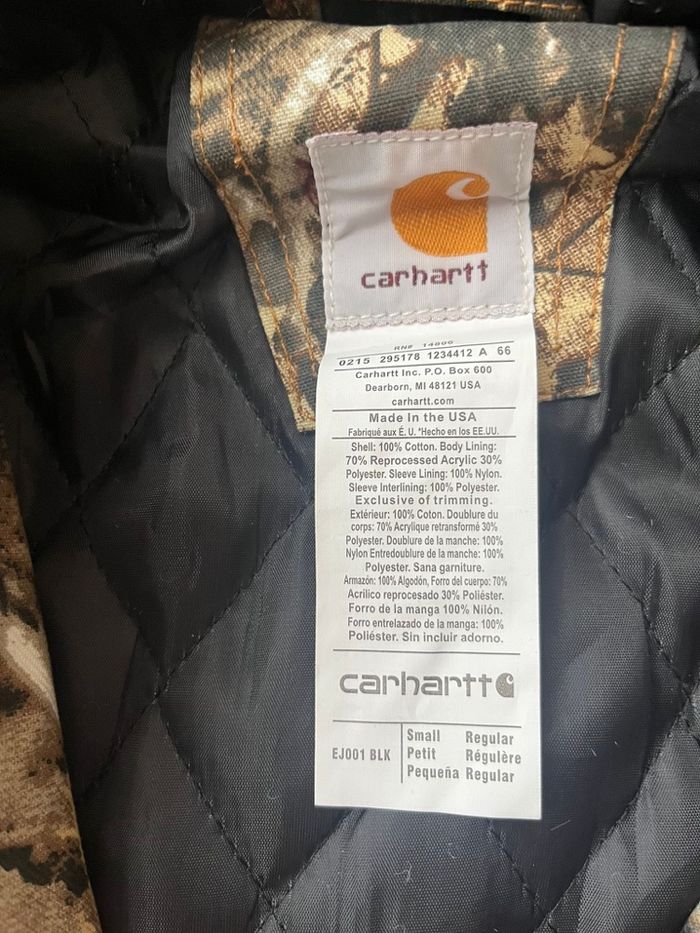 carhartt
RN# 14806
0215 295178 1234412 A 66
Carhartt Inc. P.O. Box 600
Dearborn, MI 48121 USA
carhartt.com
Made in the USA
Fabriqué aux É. U. *Hecho en los EE.UU.
Shell: 100% Cotton. Body Lining:
70% Reprocessed Acrylic 30%
Polyester. Sleeve Lining: 100% Nylon.
Sleeve Interlining: 100% Polyester.
Exclusive of trimming.
Extérieur: 100% Coton. Doublure du
corps: 70% Acrylique retransformé 30%
Polyester. Doublure de la manche: 100%
Nylon Entredoublure de la manche: 100%
Polyester. Sana garniture.
Armazón: 100% Algodón, Forro del cuerpo: 70%
Acrilico reprocesado 30% Poliéster.
Forro de la manga 100% Nilón.
Forro entrelazado de la manga: 100%
Poliéster. Sin incluir adorno.
carhartt
EJ001 BLK
Small Regular
Petit Régulère
Pequeña Regular